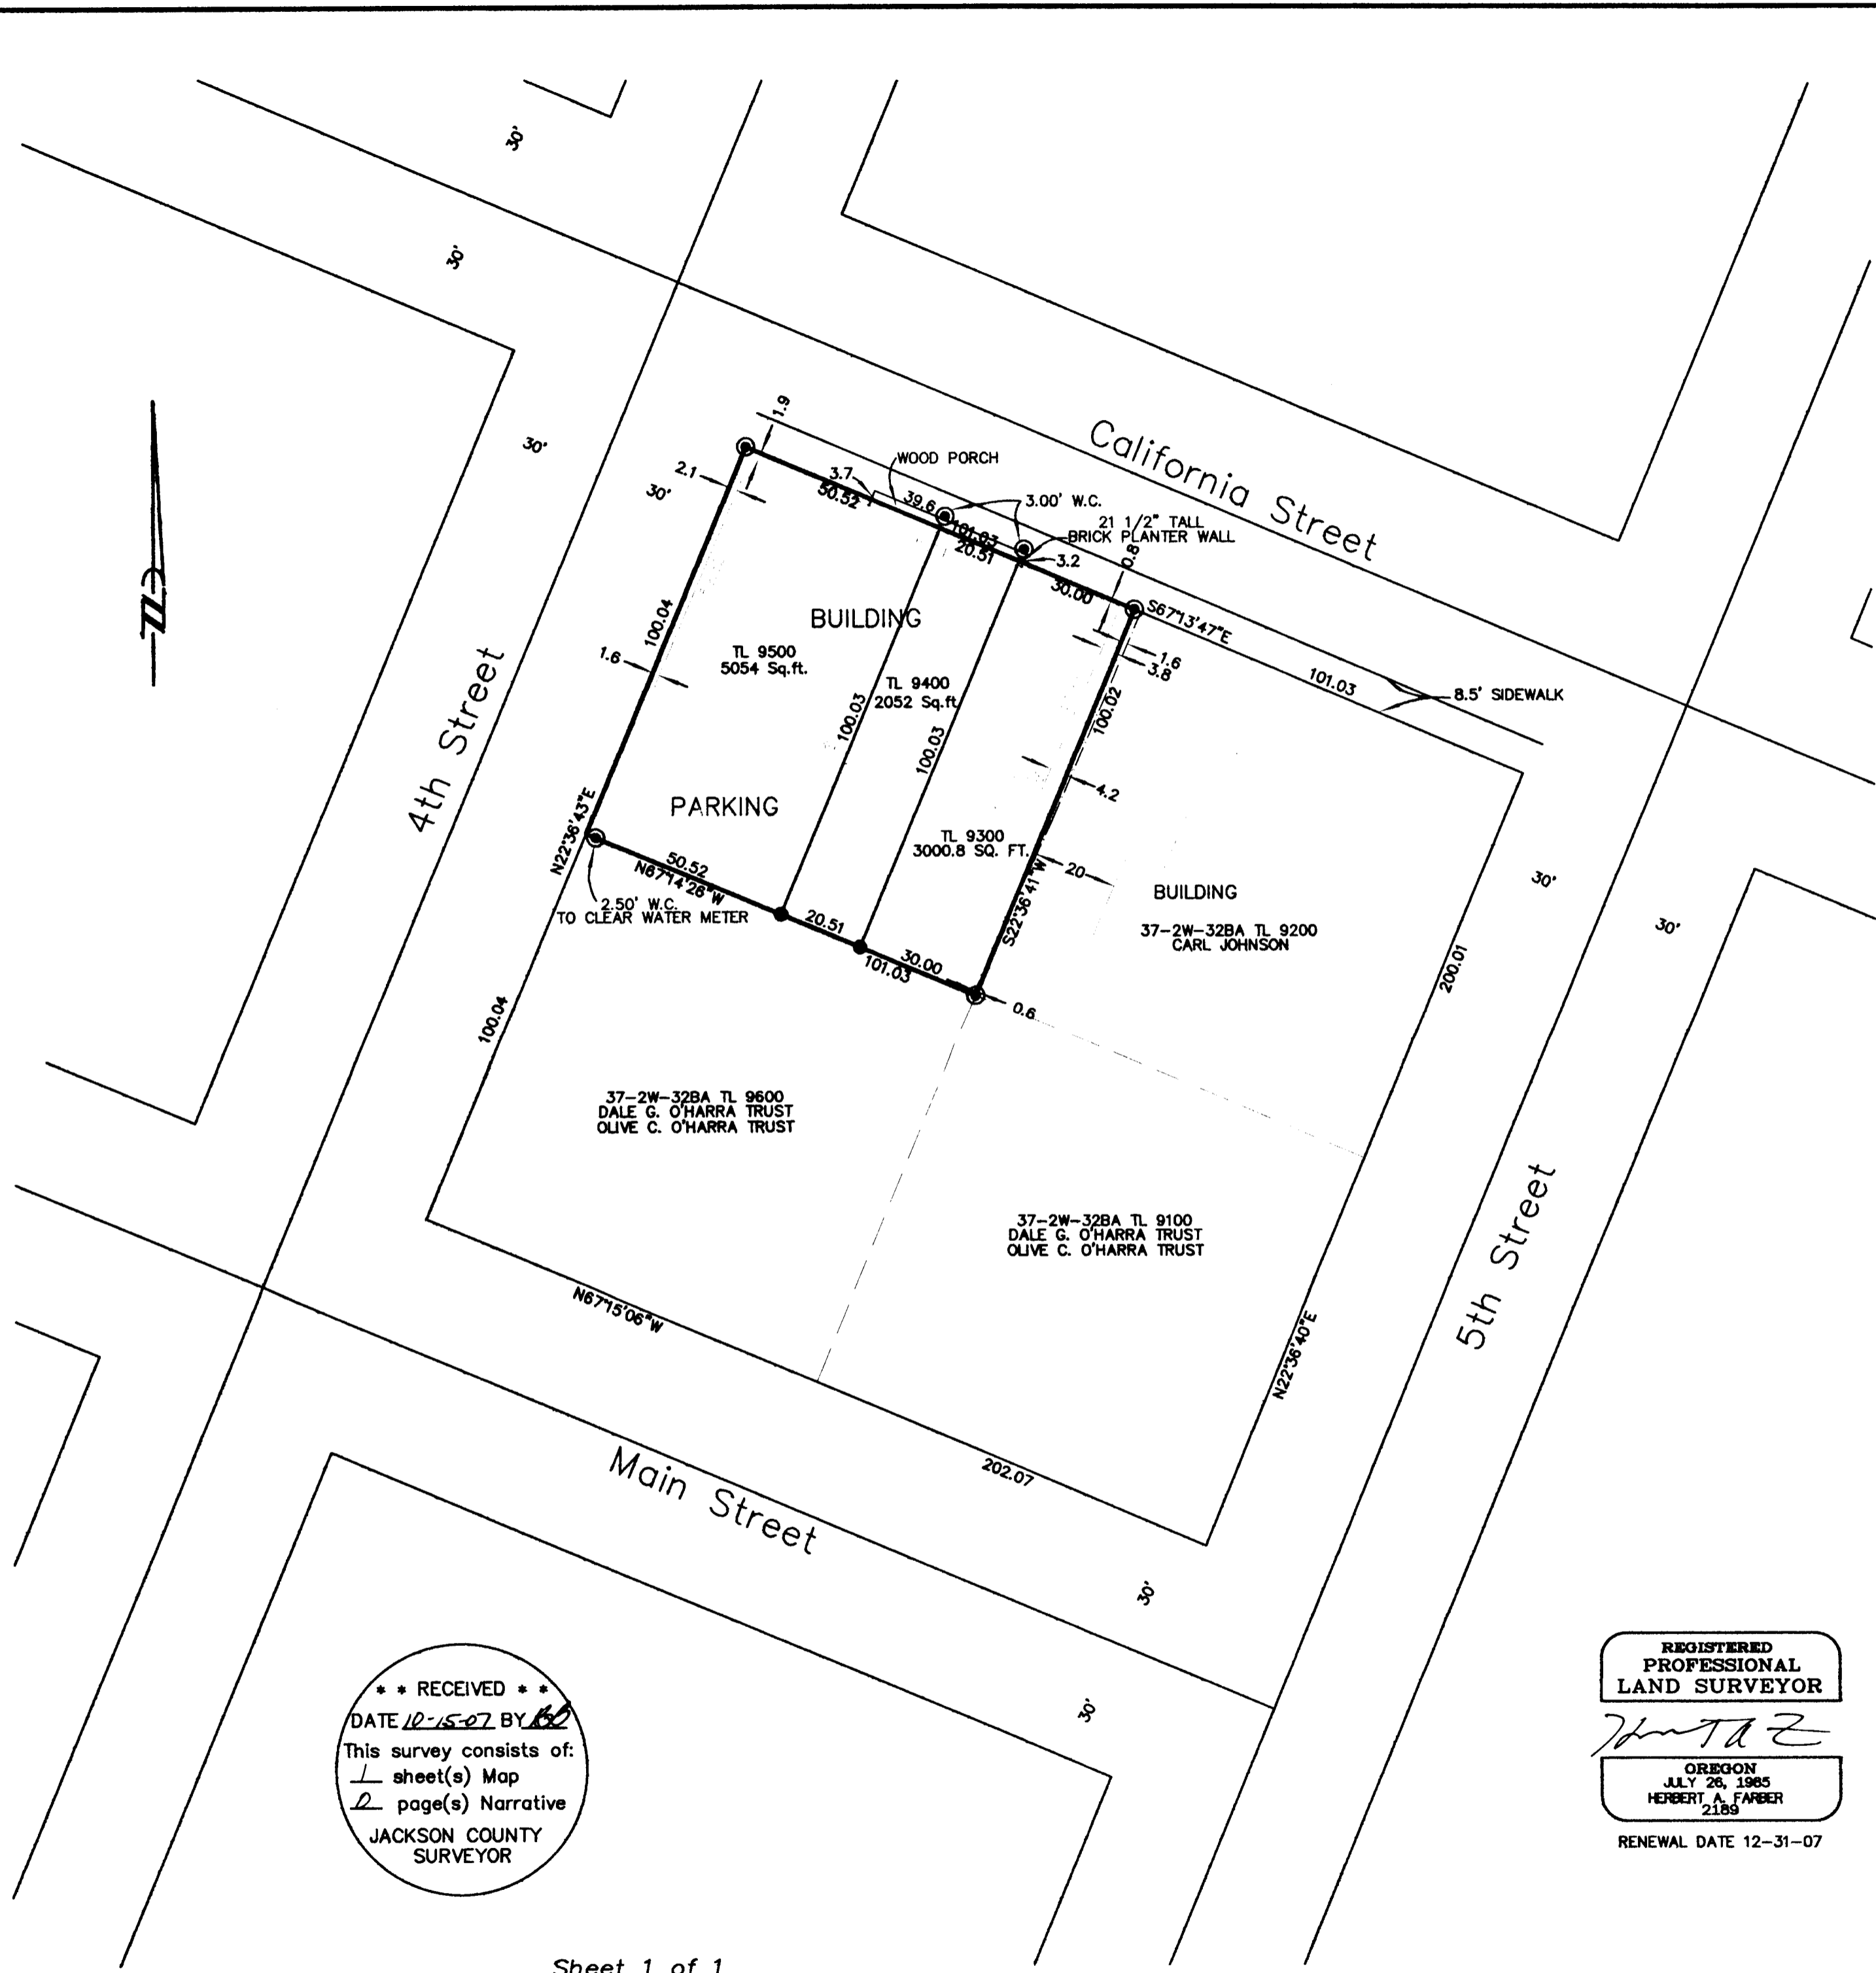 30'
30'
30'
30'
1.9
2.1
WOOD PORCH
3.7
50.52
39.6
3.00' W.C.
101.03
20.51
21 1/2" TALL
BRICK PLANTER WALL
3.2
0.8
30.00
California Street
S67°13'47"E
101.03
8.5' SIDEWALK
1.6
3.8
100.02
4.2
100.04
1.6
BUILDING
TL 9500
5054 Sq.ft.
TL 9400
2052 Sq.ft.
100.03
100.03
4th Street
PARKING
N22°36'43"E
TL 9300
3000.8 SQ. FT.
20
S22°36'41"W
BUILDING
37-2W-32BA TL 9200
CARL JOHNSON
50.52
N67°14'26"W
2.50' W.C.
TO CLEAR WATER METER
20.51
30.00
101.03
0.6
30'
30'
200.01
100.04
37-2W-32BA TL 9600
DALE G. O'HARRA TRUST
OLIVE C. O'HARRA TRUST
37-2W-32BA TL 9100
DALE G. O'HARRA TRUST
OLIVE C. O'HARRA TRUST
5th Street
N67°15'06"W
N22°36'40"E
202.07
Main Street
30'
30'
* * RECEIVED * *
DATE 10-15-07 BY
This survey consists of:
1 sheet(s) Map
0 page(s) Narrative
JACKSON COUNTY
SURVEYOR
REGISTERED
PROFESSIONAL
LAND SURVEYOR
OREGON
JULY 26, 1985
HERBERT A. FARBER
2189
RENEWAL DATE 12-31-07
Sheet 1 of 1